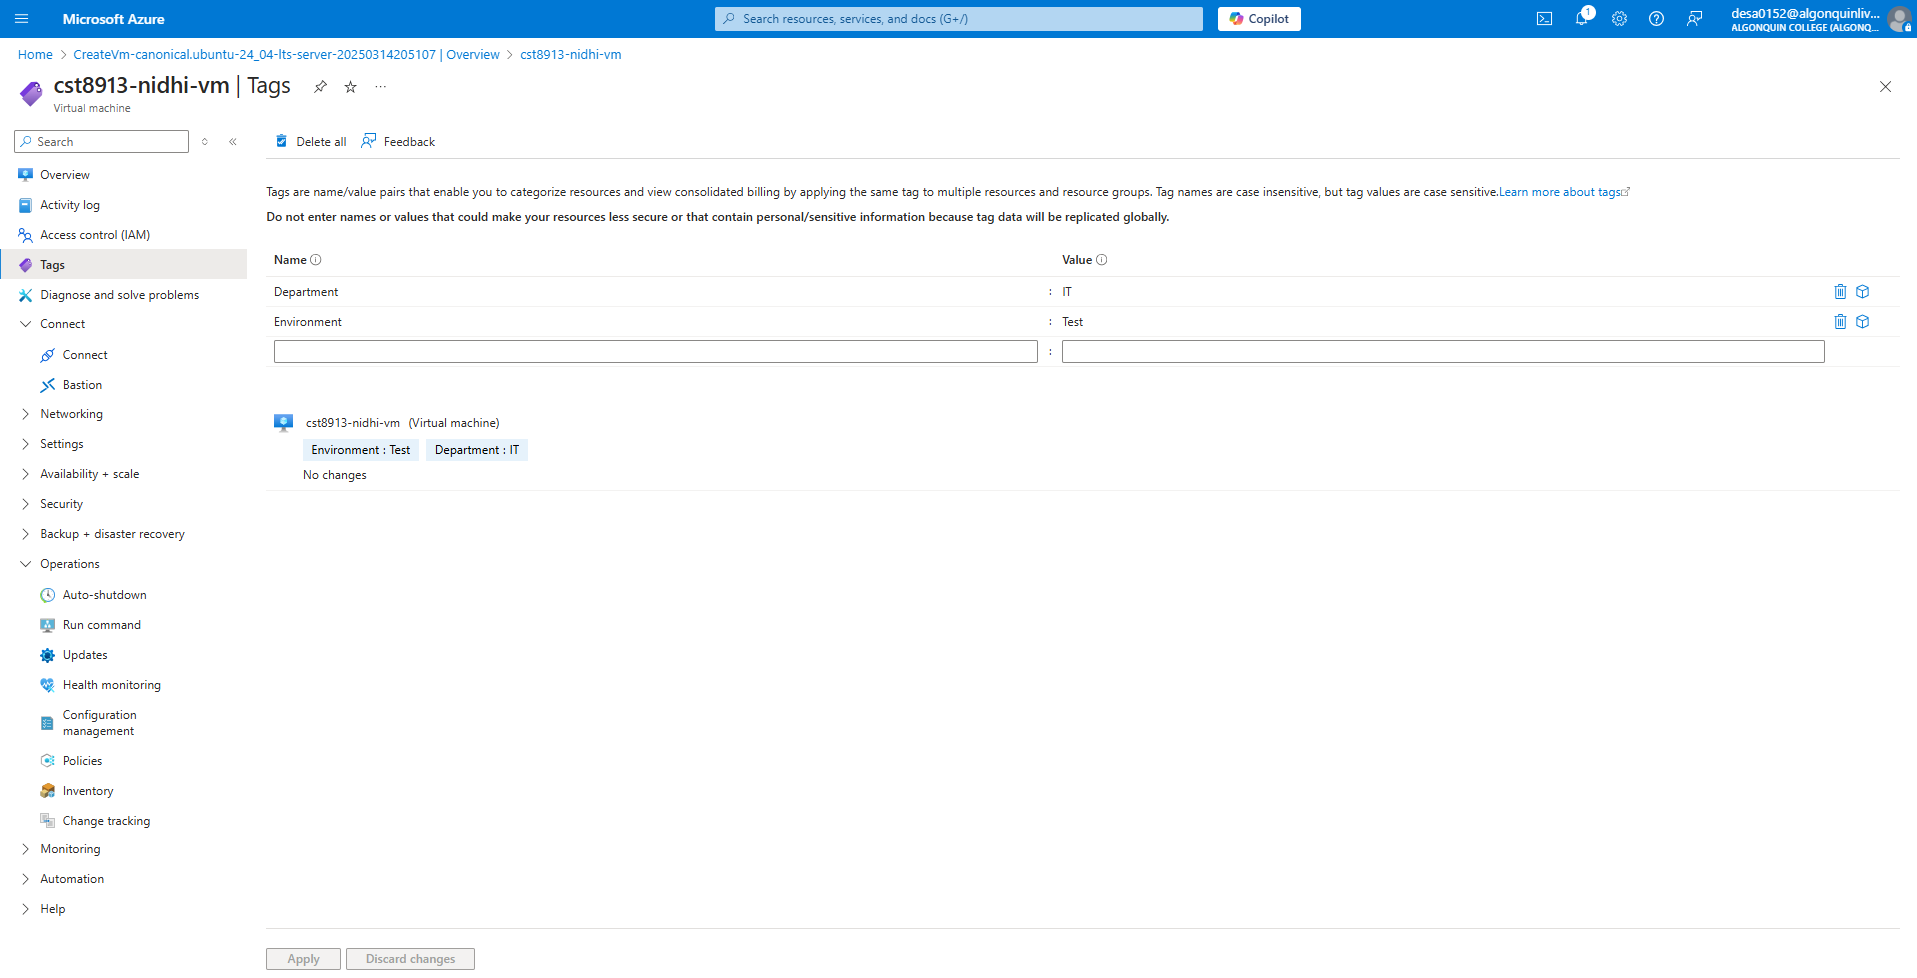 Microsoft Azure
Search resources, services, and docs (G+/)
Copilot
1
desa0152@algonquinliv...
ALGONQUIN COLLEGE (ALGONQ...
Home > CreateVm-canonical.ubuntu-24_04-lts-server-20250314205107 | Overview > cst8913-nidhi-vm
cst8913-nidhi-vm | Tags
Virtual machine
Search
Overview
Activity log
Access control (IAM)
Tags
Diagnose and solve problems
Connect
Connect
Bastion
Networking
Settings
Availability + scale
Security
Backup + disaster recovery
Operations
Auto-shutdown
Run command
Updates
Health monitoring
Configuration
management
Policies
Inventory
Change tracking
Monitoring
Automation
Help
Delete all Feedback
Tags are name/value pairs that enable you to categorize resources and view consolidated billing by applying the same tag to multiple resources and resource groups. Tag names are case insensitive, but tag values are case sensitive.Learn more about tags
Do not enter names or values that could make your resources less secure or that contain personal/sensitive information because tag data will be replicated globally.
Name Value
Department : IT
Environment : Test
:
cst8913-nidhi-vm (Virtual machine)
Environment : Test Department : IT
No changes
Apply Discard changes